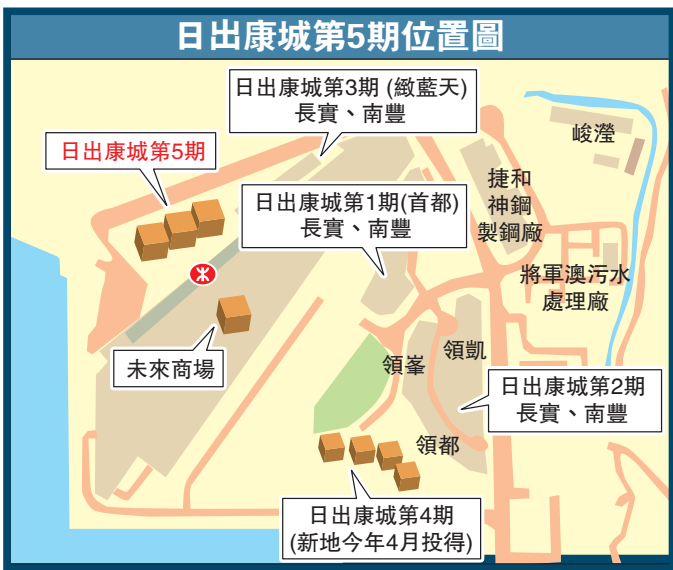 日出康城第5期位置圖
日出康城第3期 (緻藍天)
長實、南豐
峻瀅
日出康城第5期
捷和
神鋼
製鋼廠
日出康城第1期(首都)
長實、南豐
將軍澳污水
處理廠
未來商場
領峯
領凱
日出康城第2期
長實、南豐
領都
日出康城第4期
(新地今年4月投得)